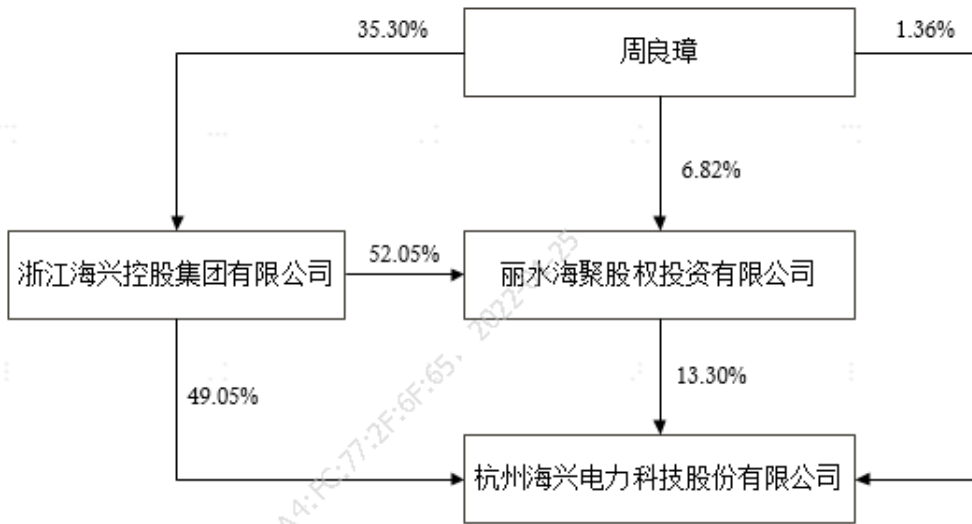 35.30%
周良璋
1.36%
6.82%
浙江海兴控股集团有限公司
52.05%
丽水海聚股权投资有限公司
49.05%
13.30%
杭州海兴电力科技股份有限公司